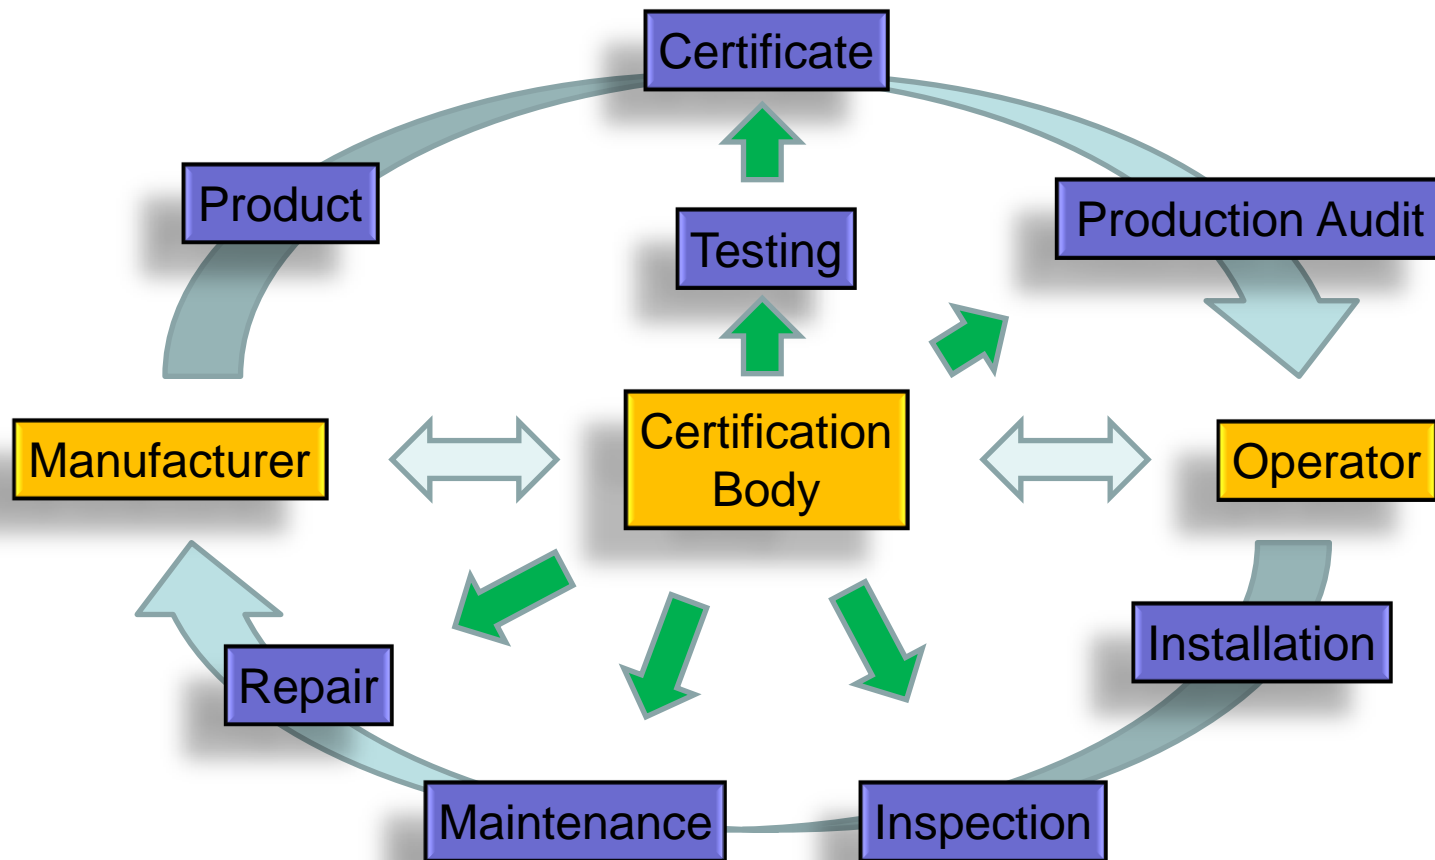 Certificate
Product
Production Audit
Testing
Manufacturer
Certification
Body
Operator
Installation
Repair
Maintenance
Inspection